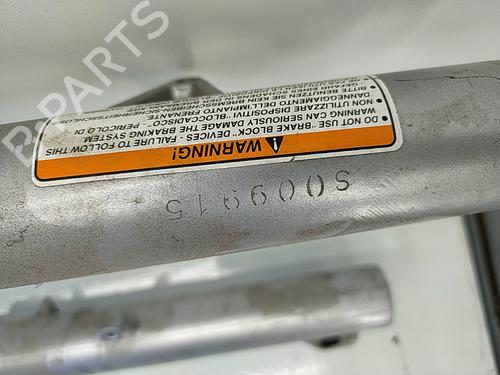 WARNING!
• DO NOT USE "BRAKE BLOCK" DEVICES - FAILURE TO FOLLOW THIS
WARNING CAN SERIOUSLY DAMAGE THE BRAKING SYSTEM.
• NON UTILIZZARE DISPOSITIVI "BLOCCADISCO" PERICOLO DI
DANNEGGIAMENTO DELL'IMPIANTO FRENANTE
• BITTE
S009915
B-PARTS